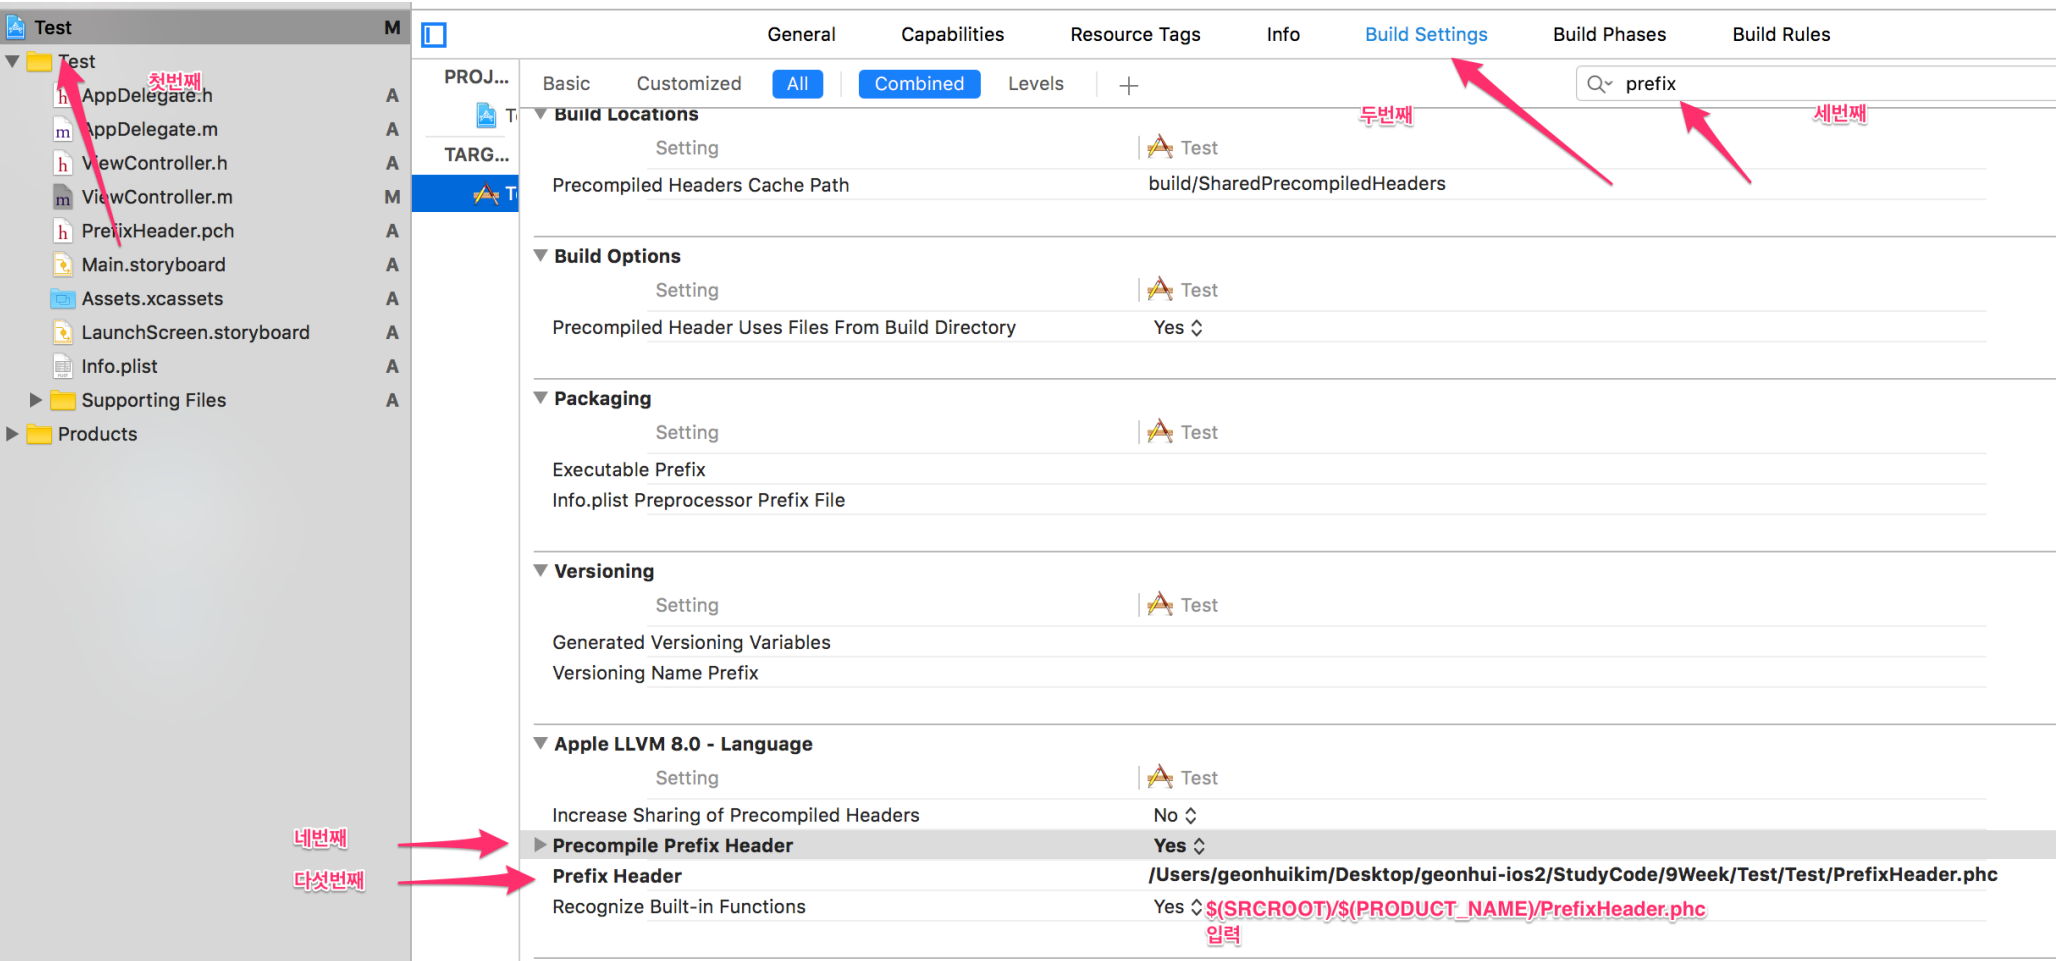 Test M
Test
첫번째
AppDelegate.h A
AppDelegate.m A
ViewController.h A
ViewController.m M
PrefixHeader.pch A
Main.storyboard A
Assets.xcassets A
LaunchScreen.storyboard A
Info.plist A
Supporting Files A
Products
General Capabilities Resource Tags Info Build Settings Build Phases Build Rules
PROJ...
TARG...
Basic Customized All Combined Levels + prefix
두번째
세번째
Build Locations
Setting Test
Precompiled Headers Cache Path build/SharedPrecompiledHeaders
Build Options
Setting Test
Precompiled Header Uses Files From Build Directory Yes
Packaging
Setting Test
Executable Prefix
Info.plist Preprocessor Prefix File
Versioning
Setting Test
Generated Versioning Variables
Versioning Name Prefix
Apple LLVM 8.0 - Language
Setting Test
Increase Sharing of Precompiled Headers No
네번째
Precompile Prefix Header Yes
다섯번째
Prefix Header /Users/geonhuikim/Desktop/geonhui-ios2/StudyCode/9Week/Test/Test/PrefixHeader.phc
Recognize Built-in Functions Yes
$(SRCROOT)/$(PRODUCT_NAME)/PrefixHeader.phc
입력